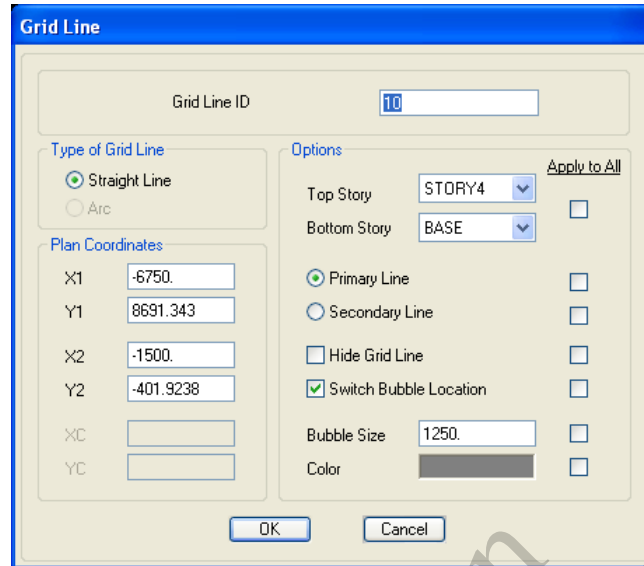 Grid Line
Grid Line ID
10
Type of Grid Line
Straight Line
Arc
Plan Coordinates
X1 -6750.
Y1 8691.343
X2 -1500.
Y2 -401.9238
XC
YC
Options
Apply to All
Top Story STORY4
Bottom Story BASE
Primary Line
Secondary Line
Hide Grid Line
Switch Bubble Location
Bubble Size 1250.
Color
OK Cancel